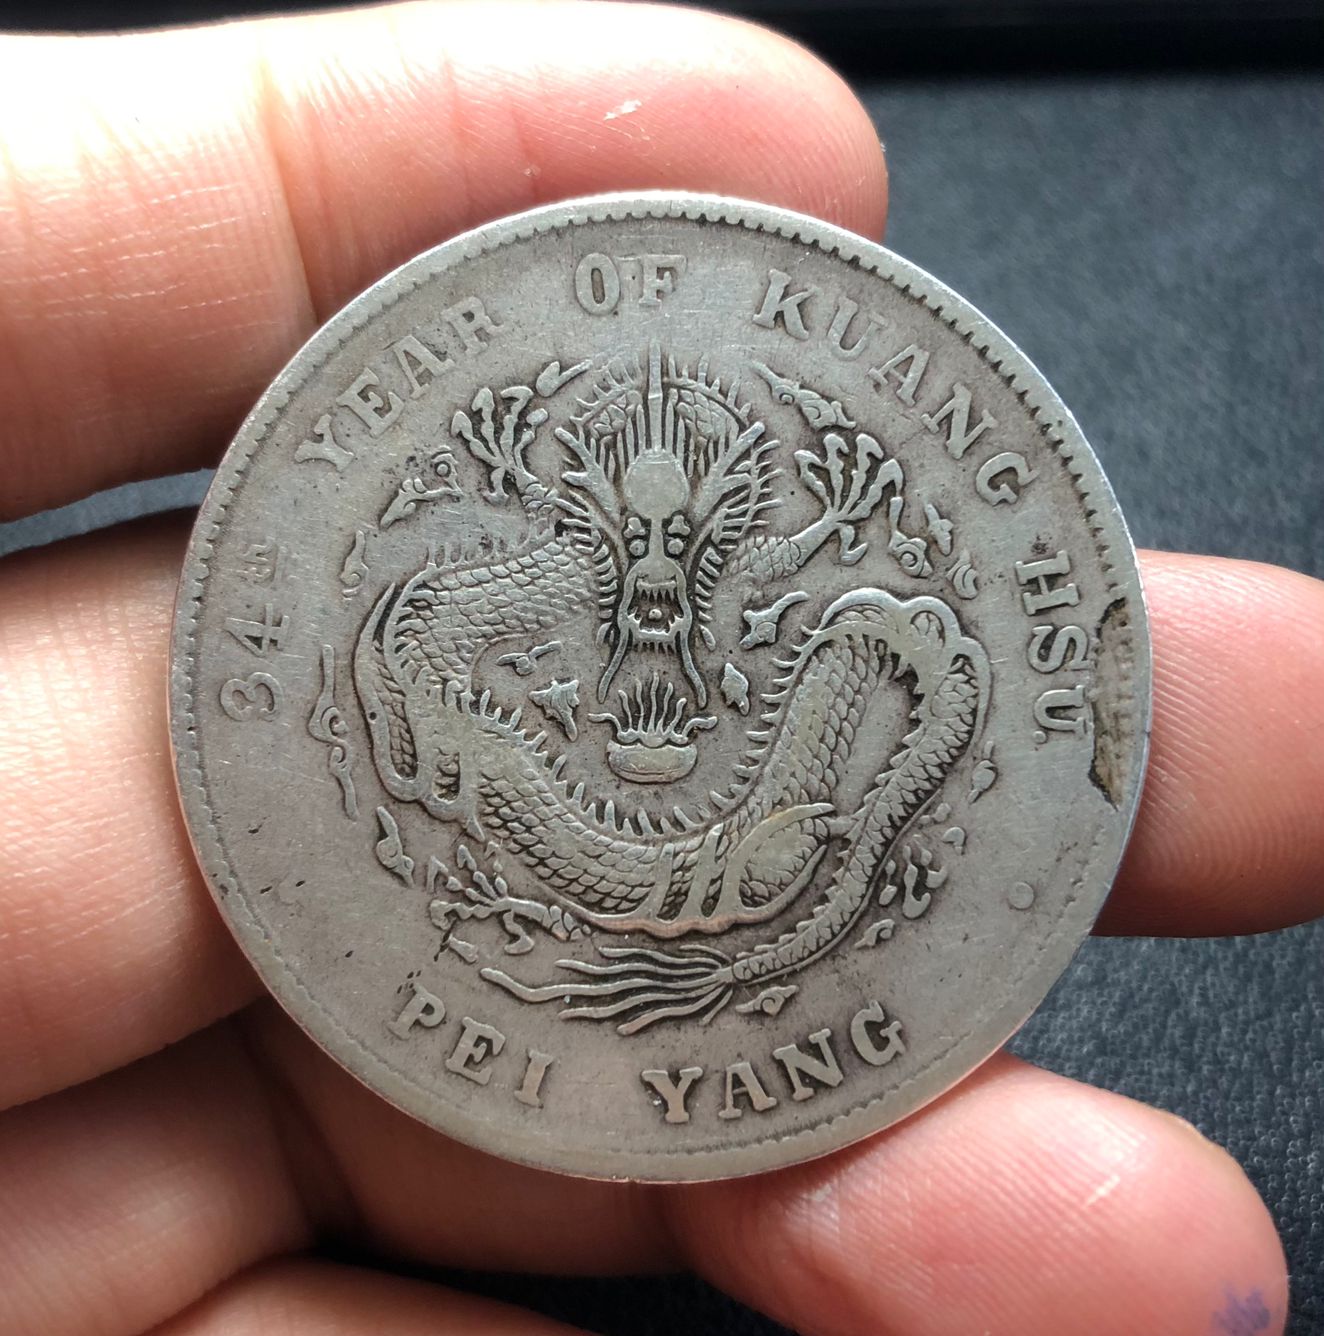 34TH YEAR OF KUANG HSU.
PEI YANG